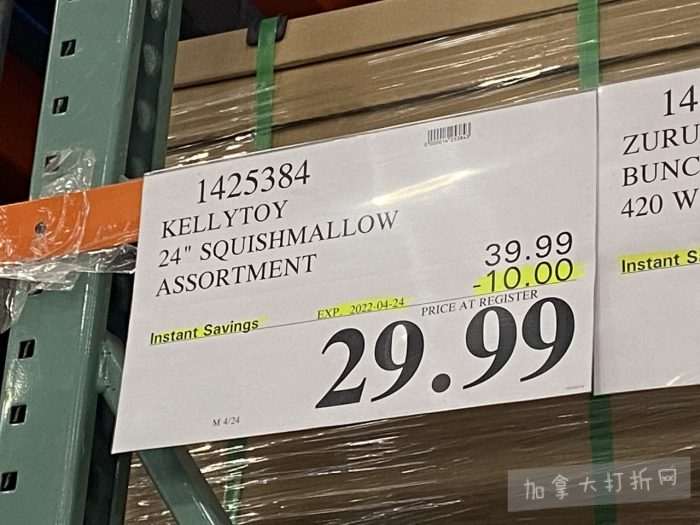 1425384
KELLYTOY
24" SQUISHMALLOW
ASSORTMENT
39.99
-10.00
Instant Savings
EXP. 2022-04-24
PRICE AT REGISTER
29.99
M 4/24
14
ZURU
BUNC
420 W
Instant S
加拿大打折网